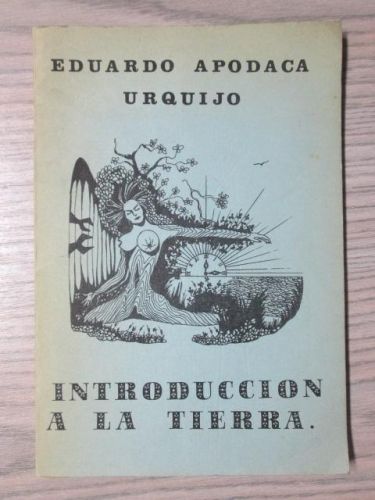 EDUARDO APODACA
URQUIJO
INTRODUCCION
A LA TIERRA.